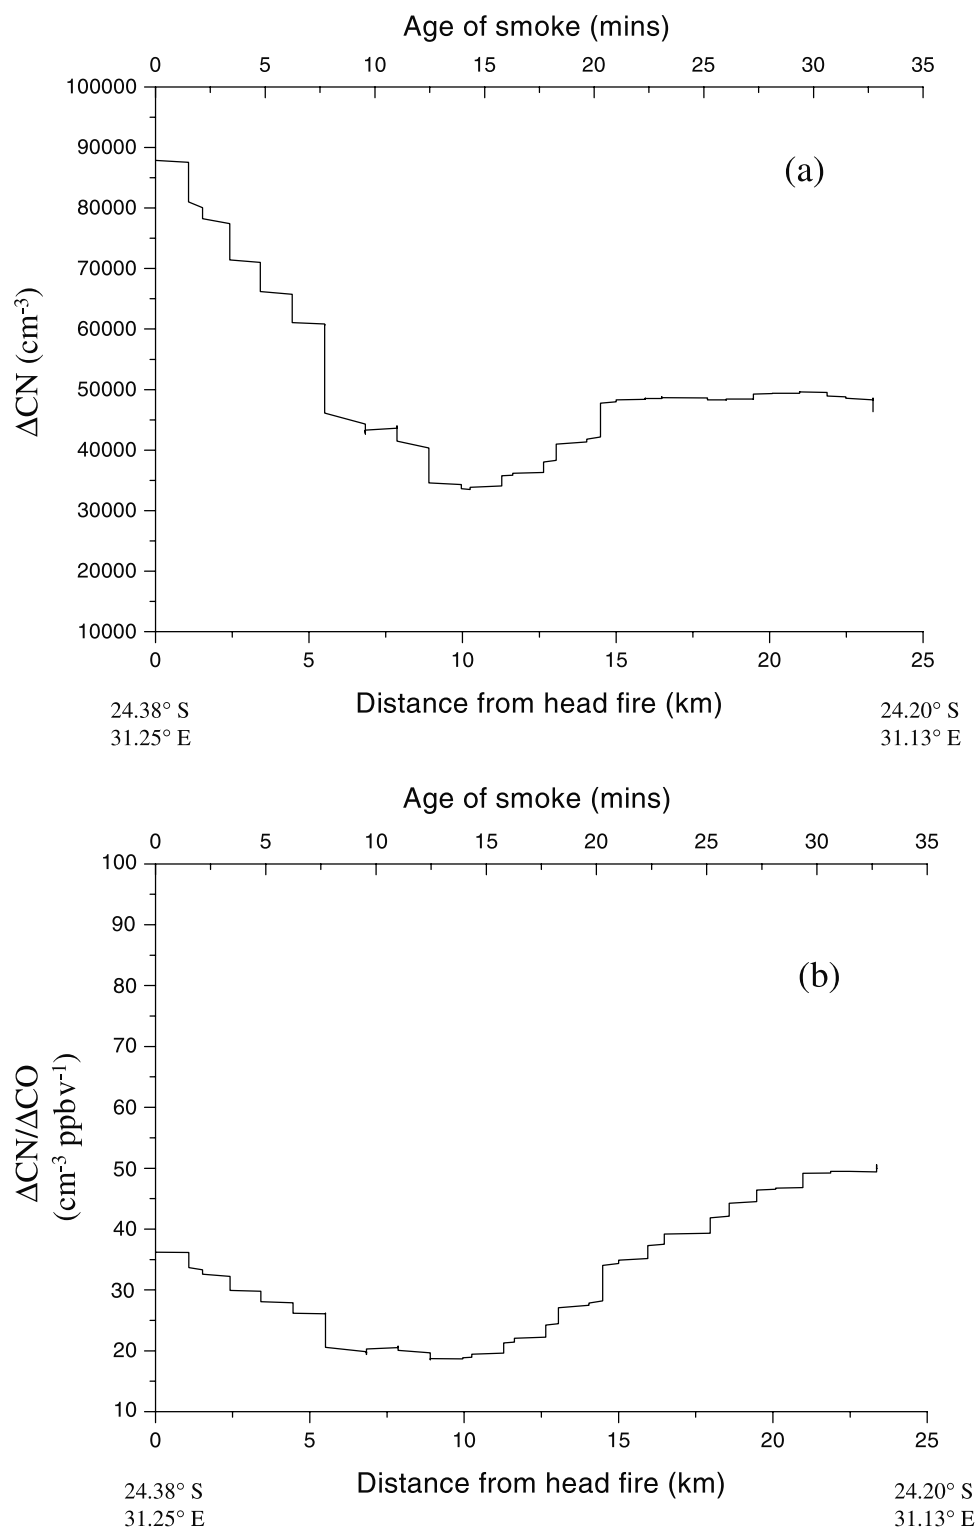 Age of smoke (mins)
0 5 10 15 20 25 30 35
100000
90000
(a)
80000
70000
60000
ΔCN (cm-3)
50000
40000
30000
20000
10000
0 5 10 15 20 25
Distance from head fire (km)
24.38° S 24.20° S
31.25° E 31.13° E
Age of smoke (mins)
0 5 10 15 20 25 30 35
100
90
(b)
80
70
60
ΔCN/ΔCO
(cm-3 ppbv-1)
50
40
30
20
10
0 5 10 15 20 25
Distance from head fire (km)
24.38° S 24.20° S
31.25° E 31.13° E